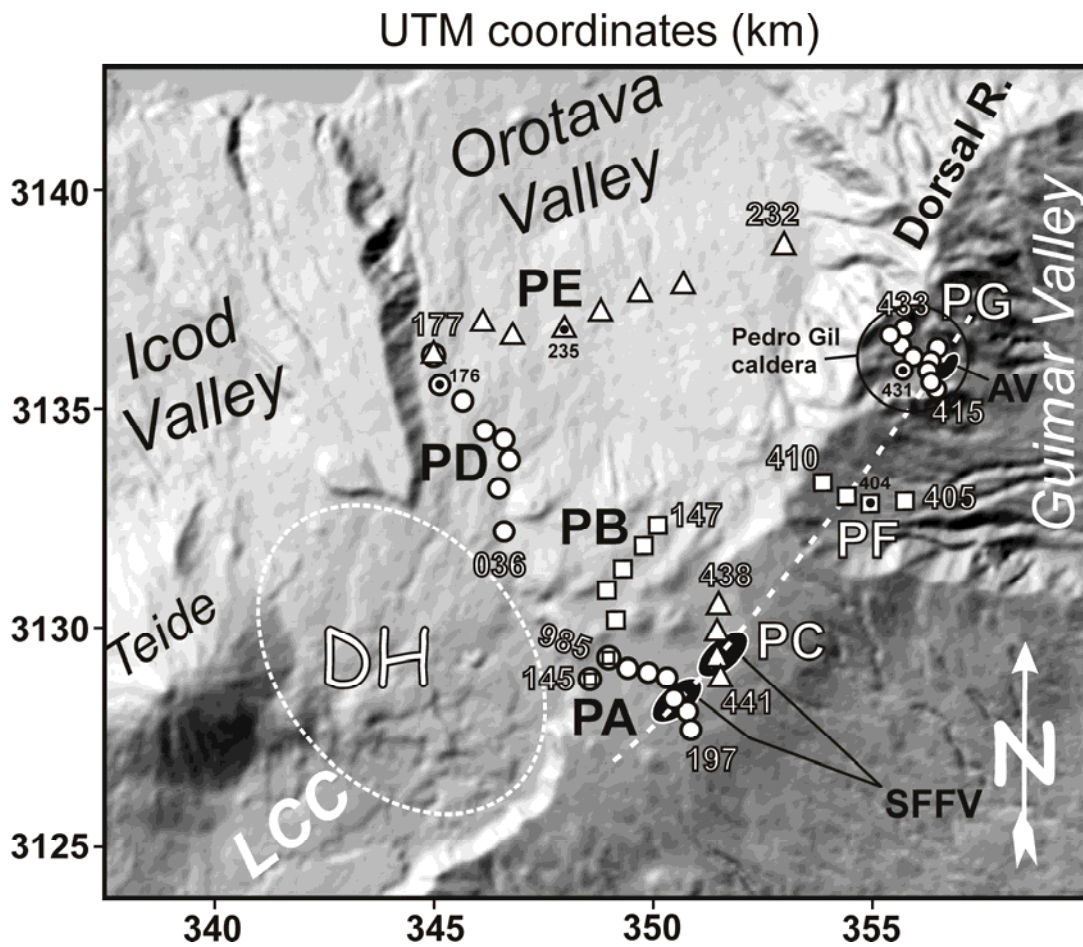 UTM coordinates (km)
3140
3135
3130
3125
340
345
350
355
Orotava
Valley
Icod
Valley
Dorsal R.
Guimar Valley
232
PE
177
235
176
PD
036
433
PG
Pedro Gil
caldera
431
AV
415
410
404
405
PF
PB
147
438
985
PC
145
441
PA
197
SFFV
Teide
DH
LCC
N